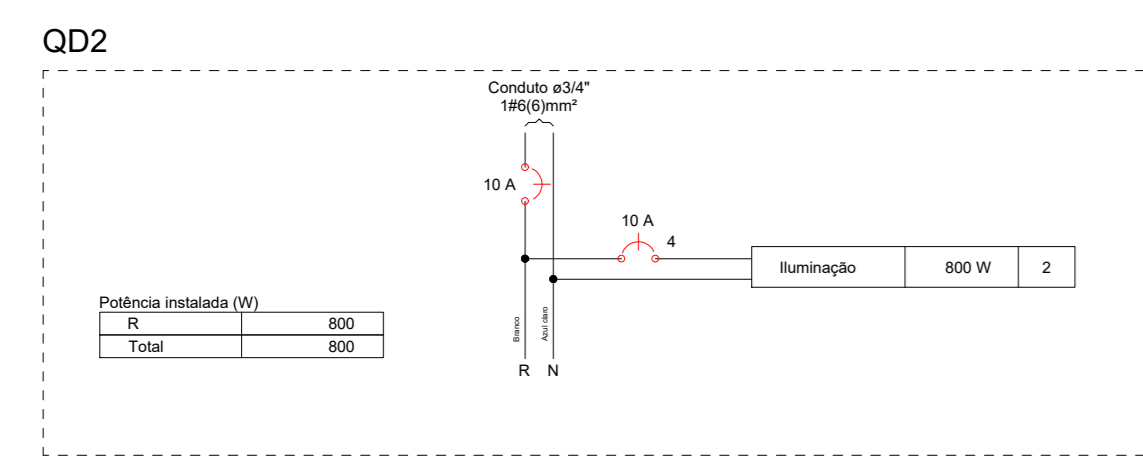 QD2
Conduto ø3/4"
1#6(6)mm²
10 A
10 A
4
Iluminação 800 W 2
Potência instalada (W)
R 800
Total 800
Branco
Azul claro
R N